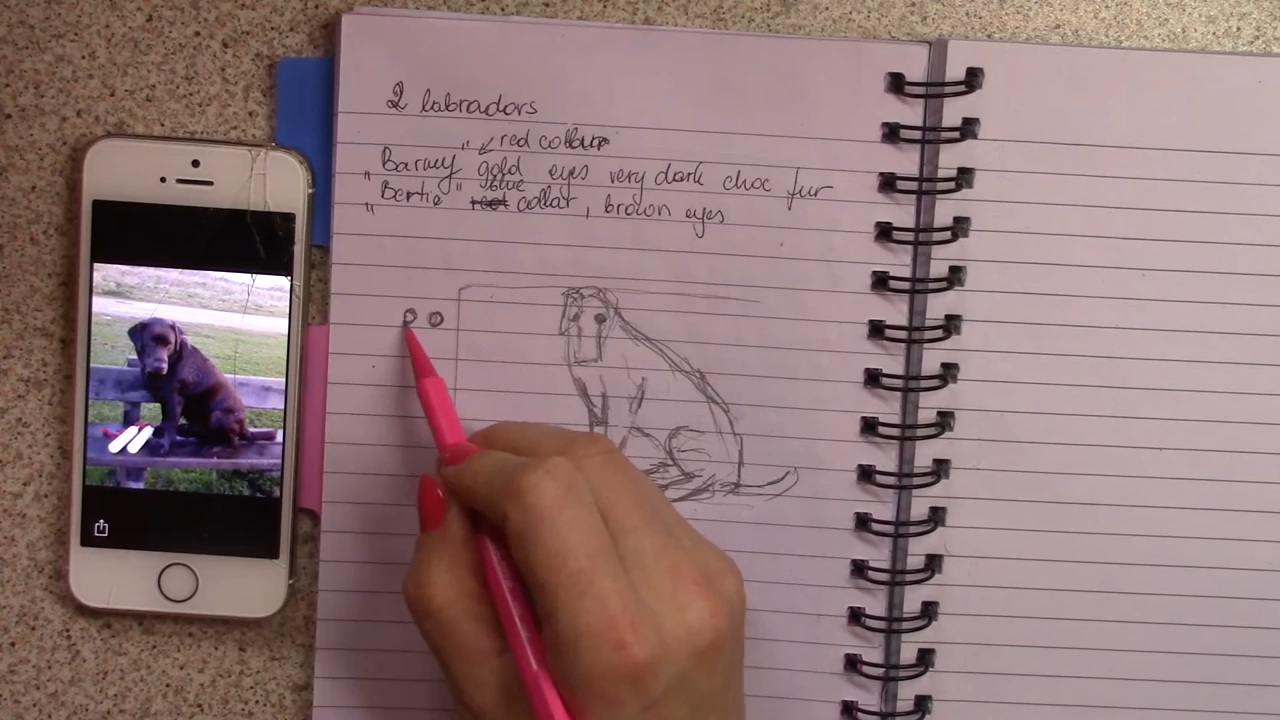 2 labradors
" ↙ red collar
"Barney" gold eyes very dark choc fur
blue
"Bertie" collar, brown eyes